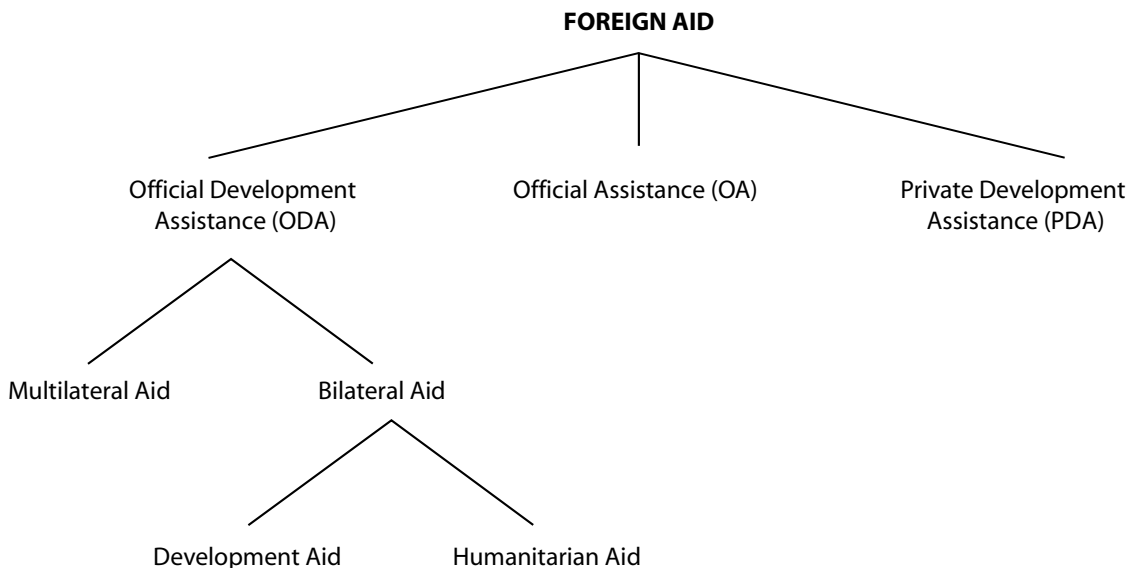 FOREIGN AID
Official Development
Assistance (ODA)
Official Assistance (OA)
Private Development
Assistance (PDA)
Multilateral Aid
Bilateral Aid
Development Aid
Humanitarian Aid